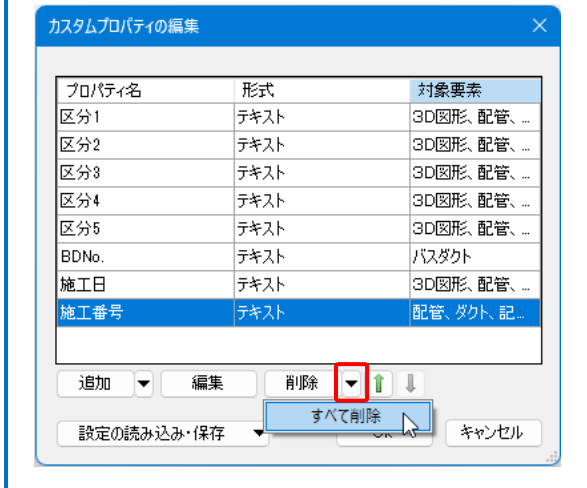 カスタムプロパティの編集
プロパティ名 形式 対象要素
区分1 テキスト 3D図形、配管、...
区分2 テキスト 3D図形、配管、...
区分3 テキスト 3D図形、配管、...
区分4 テキスト 3D図形、配管、...
区分5 テキスト 3D図形、配管、...
BDNo. テキスト バスダクト
施工日 テキスト 3D図形、配管、...
施工番号 テキスト 配管、ダクト、記...
追加 編集 削除
すべて削除
設定の読み込み・保存 OK キャンセル